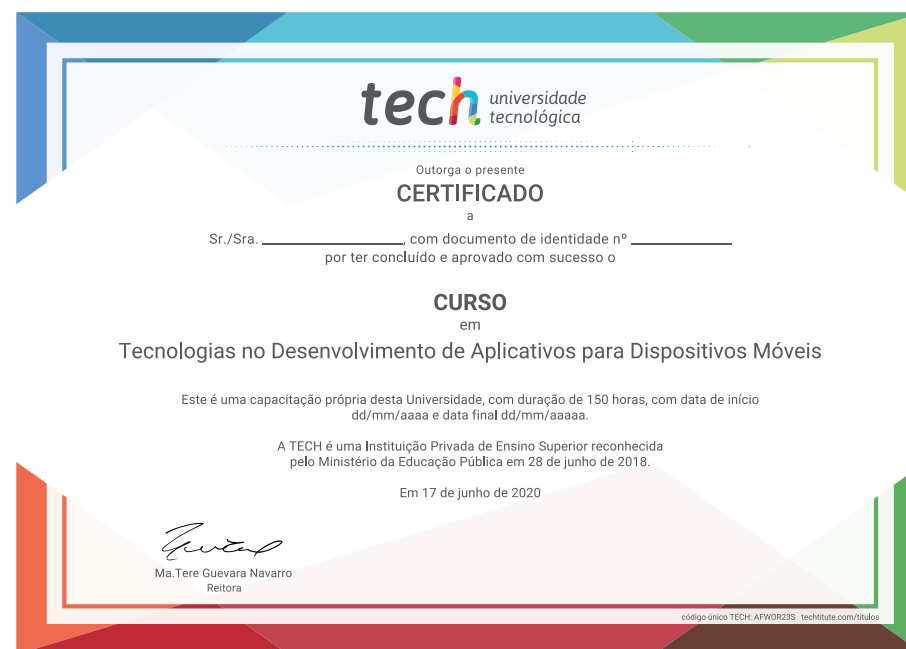 tech universidade
tecnológica
Outorga o presente
CERTIFICADO
a
Sr./Sra. ________________, com documento de identidade nº ___________
por ter concluído e aprovado com sucesso o
CURSO
em
Tecnologias no Desenvolvimento de Aplicativos para Dispositivos Móveis
Este é uma capacitação própria desta Universidade, com duração de 150 horas, com data de início
dd/mm/aaaa e data final dd/mm/aaaaa.
A TECH é uma Instituição Privada de Ensino Superior reconhecida
pelo Ministério da Educação Pública em 28 de junho de 2018.
Em 17 de junho de 2020
Ma.Tere Guevara Navarro
Reitora
código único TECH: AFWOR23S techtitute.com/titulos